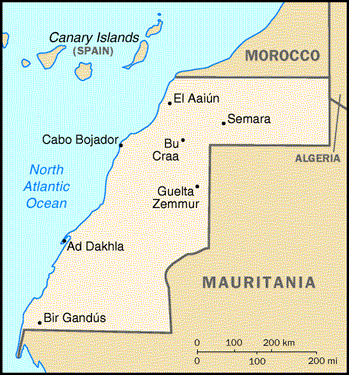 Canary Islands
(SPAIN)
MOROCCO
El Aaiún
Semara
Cabo Bojador
Bu
Craa
ALGERIA
North
Atlantic
Ocean
Guelta
Zemmur
Ad Dakhla
MAURITANIA
Bir Gandús
0 100 200 km
0 100 200 mi